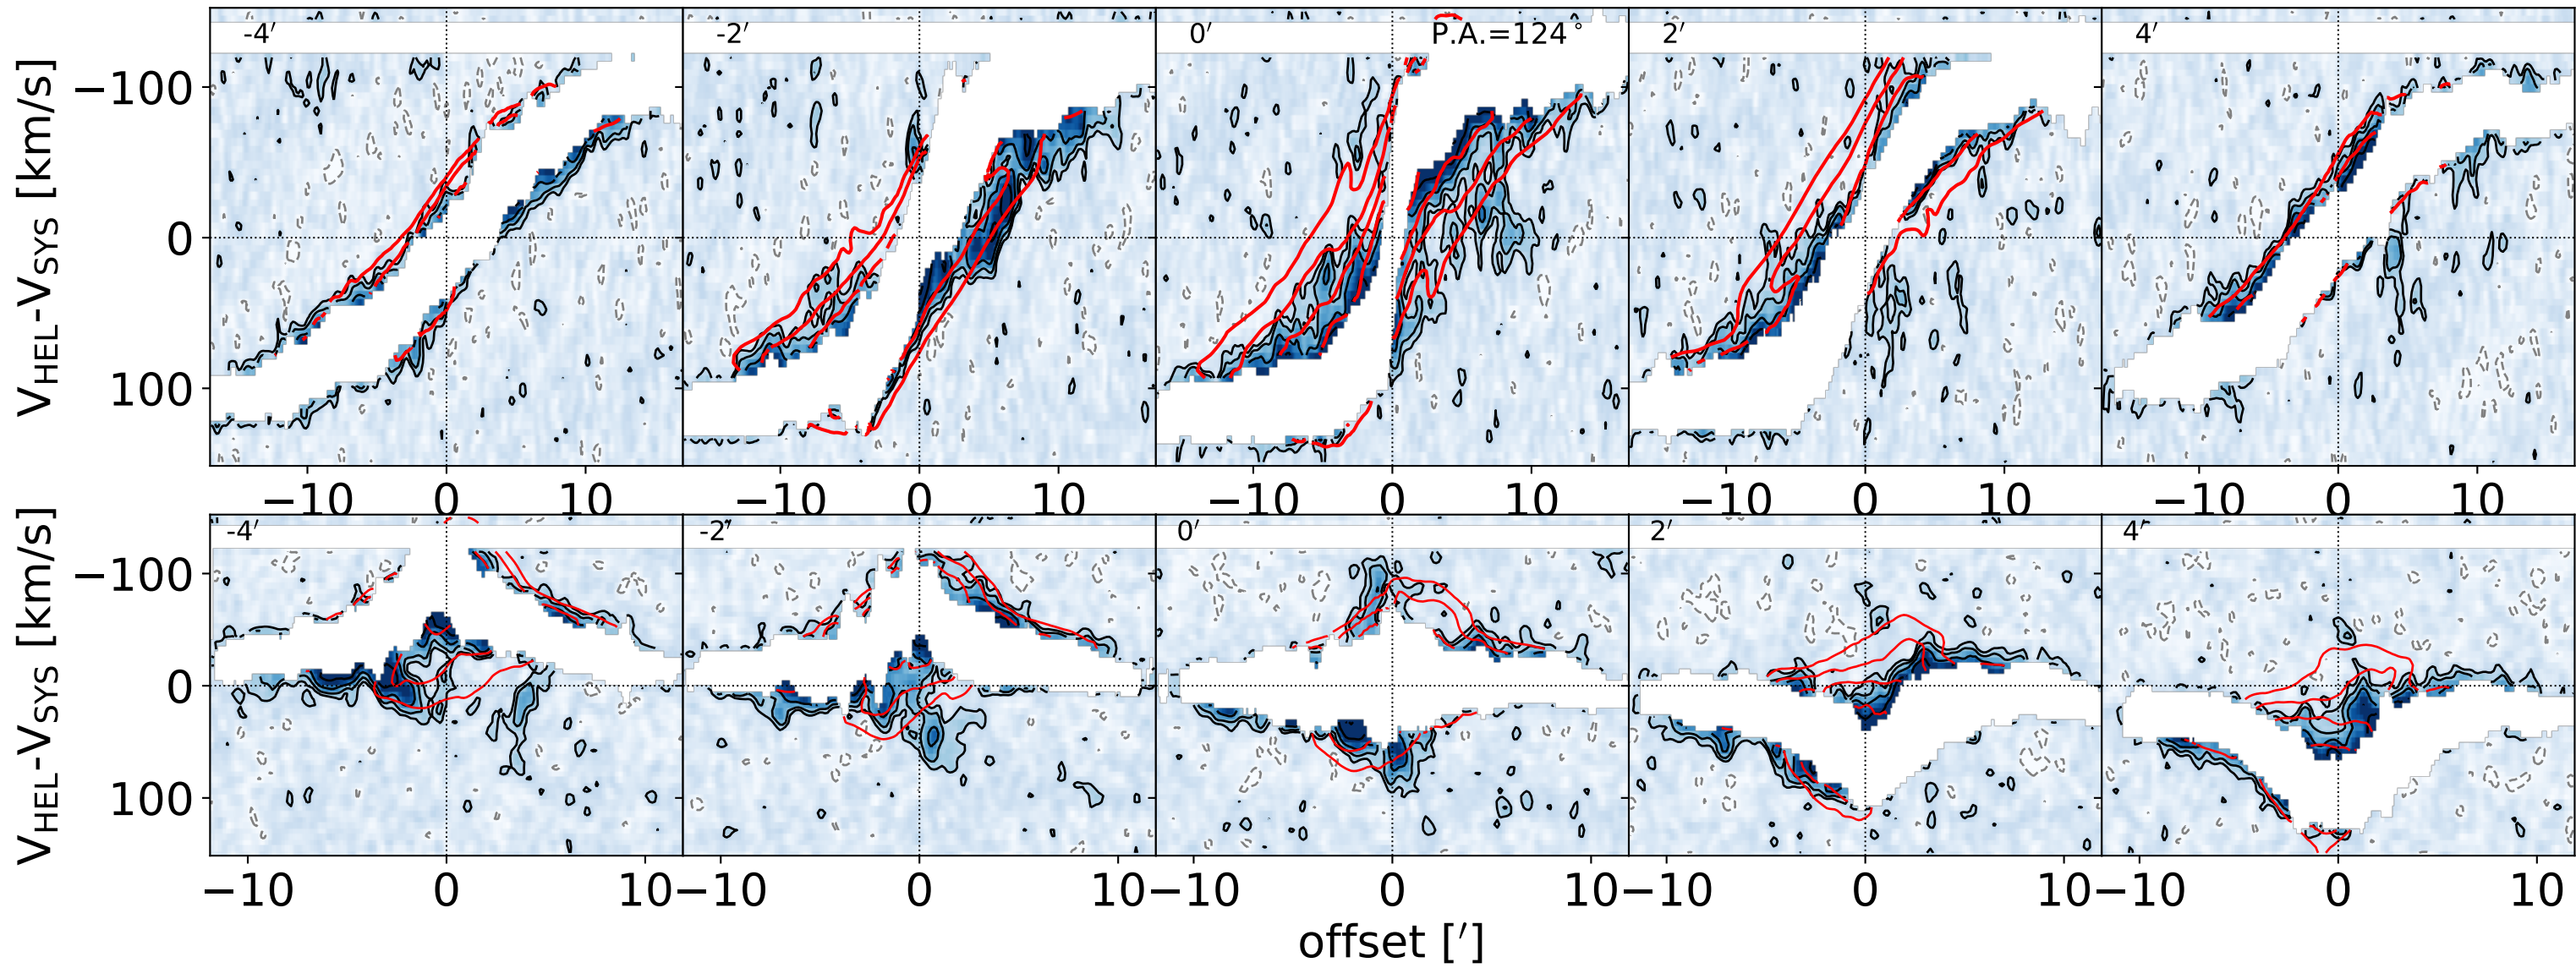 -4′ -2′ 0′ P.A.=124° 2′ 4′
V_HEL-V_SYS [km/s]
−100
0
100
−10 0 10 −10 0 10 −10 0 10 −10 0 10 −10 0 10
-4′ -2′ 0′ 2′ 4′
V_HEL-V_SYS [km/s]
−100
0
100
−10 0 10 −10 0 10 −10 0 10 −10 0 10 −10 0 10
offset [′]